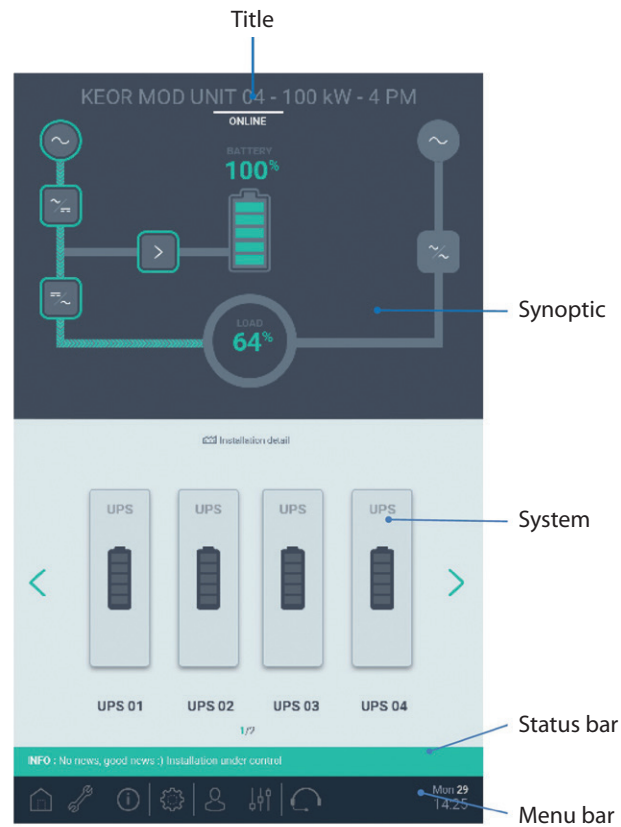 Title
KEOR MOD UNIT 04 - 100 kW - 4 PM
ONLINE
BATTERY
100%
LOAD
64%
Synoptic
Installation detail
UPS UPS UPS UPS
System
UPS 01 UPS 02 UPS 03 UPS 04
1/2
Status bar
INFO : No news, good news :) Installation under control
Mon 29
14:25
Menu bar